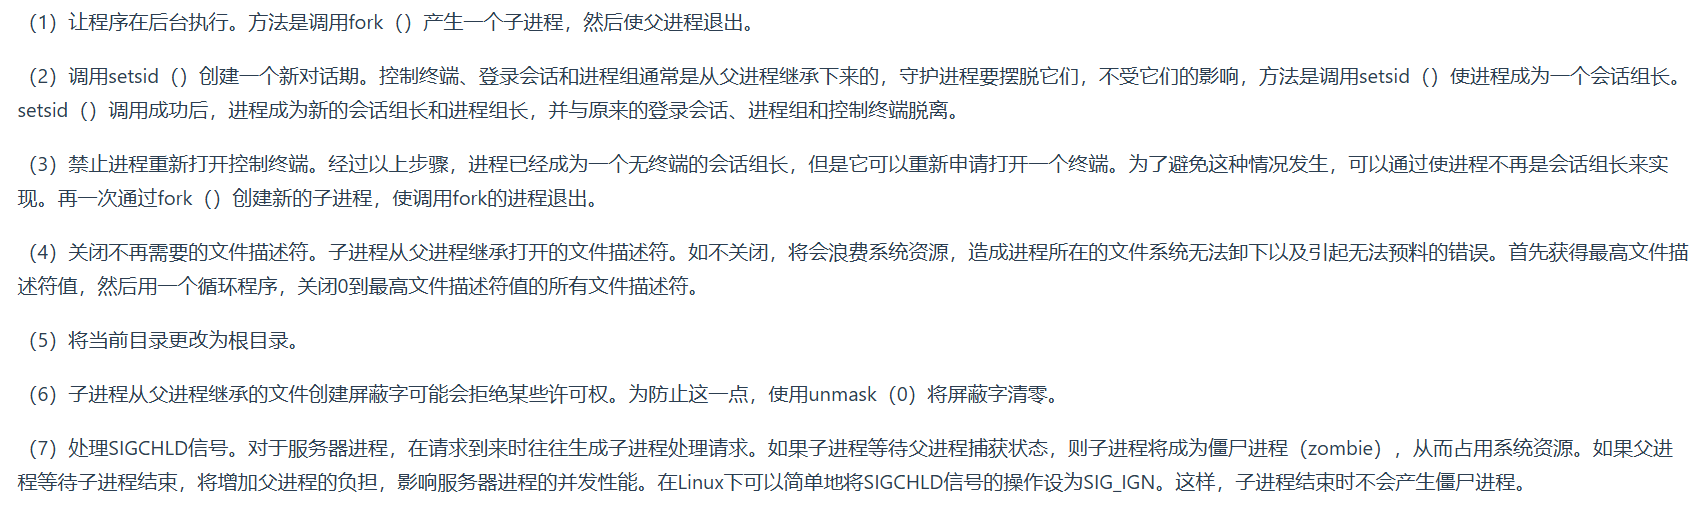 （1）让程序在后台执行。方法是调用fork（）产生一个子进程，然后使父进程退出。
（2）调用setsid（）创建一个新对话期。控制终端、登录会话和进程组通常是从父进程继承下来的，守护进程要摆脱它们，不受它们的影响，方法是调用setsid（）使进程成为一个会话组长。
setsid（）调用成功后，进程成为新的会话组长和进程组长，并与原来的登录会话、进程组和控制终端脱离。
（3）禁止进程重新打开控制终端。经过以上步骤，进程已经成为一个无终端的会话组长，但是它可以重新申请打开一个终端。为了避免这种情况发生，可以通过使进程不再是会话组长来实
现。再一次通过fork（）创建新的子进程，使调用fork的进程退出。
（4）关闭不再需要的文件描述符。子进程从父进程继承打开的文件描述符。如不关闭，将会浪费系统资源，造成进程所在的文件系统无法卸下以及引起无法预料的错误。首先获得最高文件描
述符值，然后用一个循环程序，关闭0到最高文件描述符值的所有文件描述符。
（5）将当前目录更改为根目录。
（6）子进程从父进程继承的文件创建屏蔽字可能会拒绝某些许可权。为防止这一点，使用unmask（0）将屏蔽字清零。
（7）处理SIGCHLD信号。对于服务器进程，在请求到来时往往生成子进程处理请求。如果子进程等待父进程捕获状态，则子进程将成为僵尸进程（zombie），从而占用系统资源。如果父进
程等待子进程结束，将增加父进程的负担，影响服务器进程的并发性能。在Linux下可以简单地将SIGCHLD信号的操作设为SIG_IGN。这样，子进程结束时不会产生僵尸进程。